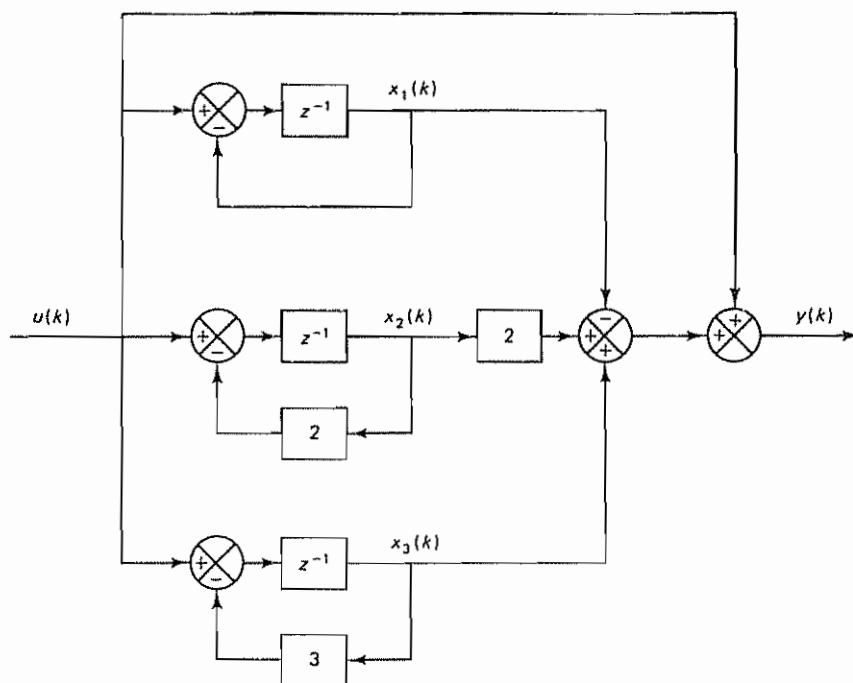 x₁(k)
+
−
z⁻¹
u(k)
x₂(k)
−
+
−
z⁻¹
2
+
+
+
+
y(k)
2
x₃(k)
+
−
z⁻¹
3